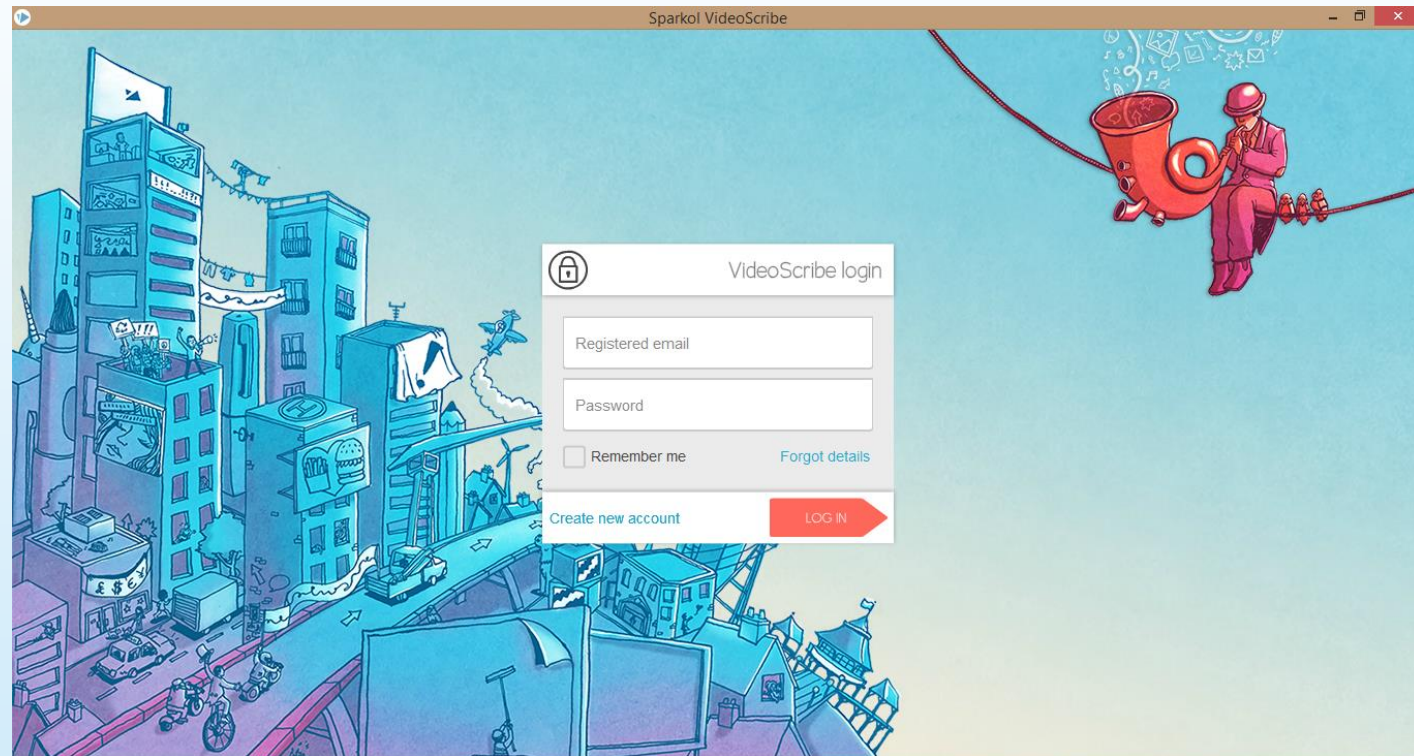 Sparkol VideoScribe
VideoScribe login
Registered email
Password
Remember me
Forgot details
Create new account
LOG IN
£ $ € ¥
H